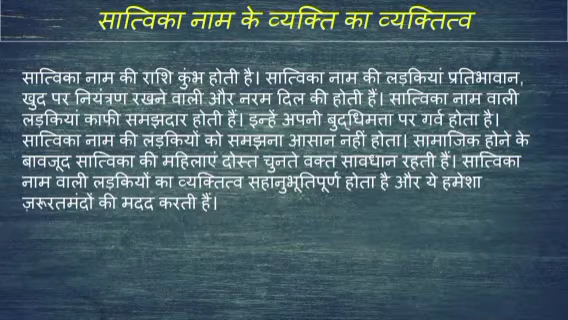 सात्विका नाम के व्यक्ति का व्यक्तित्व
सात्विका नाम की राशि कुंभ होती है। सात्विका नाम की लड़कियां प्रतिभावान,
खुद पर नियंत्रण रखने वाली और नरम दिल की होती हैं। सात्विका नाम वाली
लड़कियां काफी समझदार होती हैं। इन्हें अपनी बुद्धिमत्ता पर गर्व होता है।
सात्विका नाम की लड़कियों को समझना आसान नहीं होता। सामाजिक होने के
बावजूद सात्विका की महिलाएं दोस्त चुनते वक्त सावधान रहती हैं। सात्विका
नाम वाली लड़कियों का व्यक्तित्व सहानुभूतिपूर्ण होता है और ये हमेशा
ज़रूरतमंदों की मदद करती हैं।